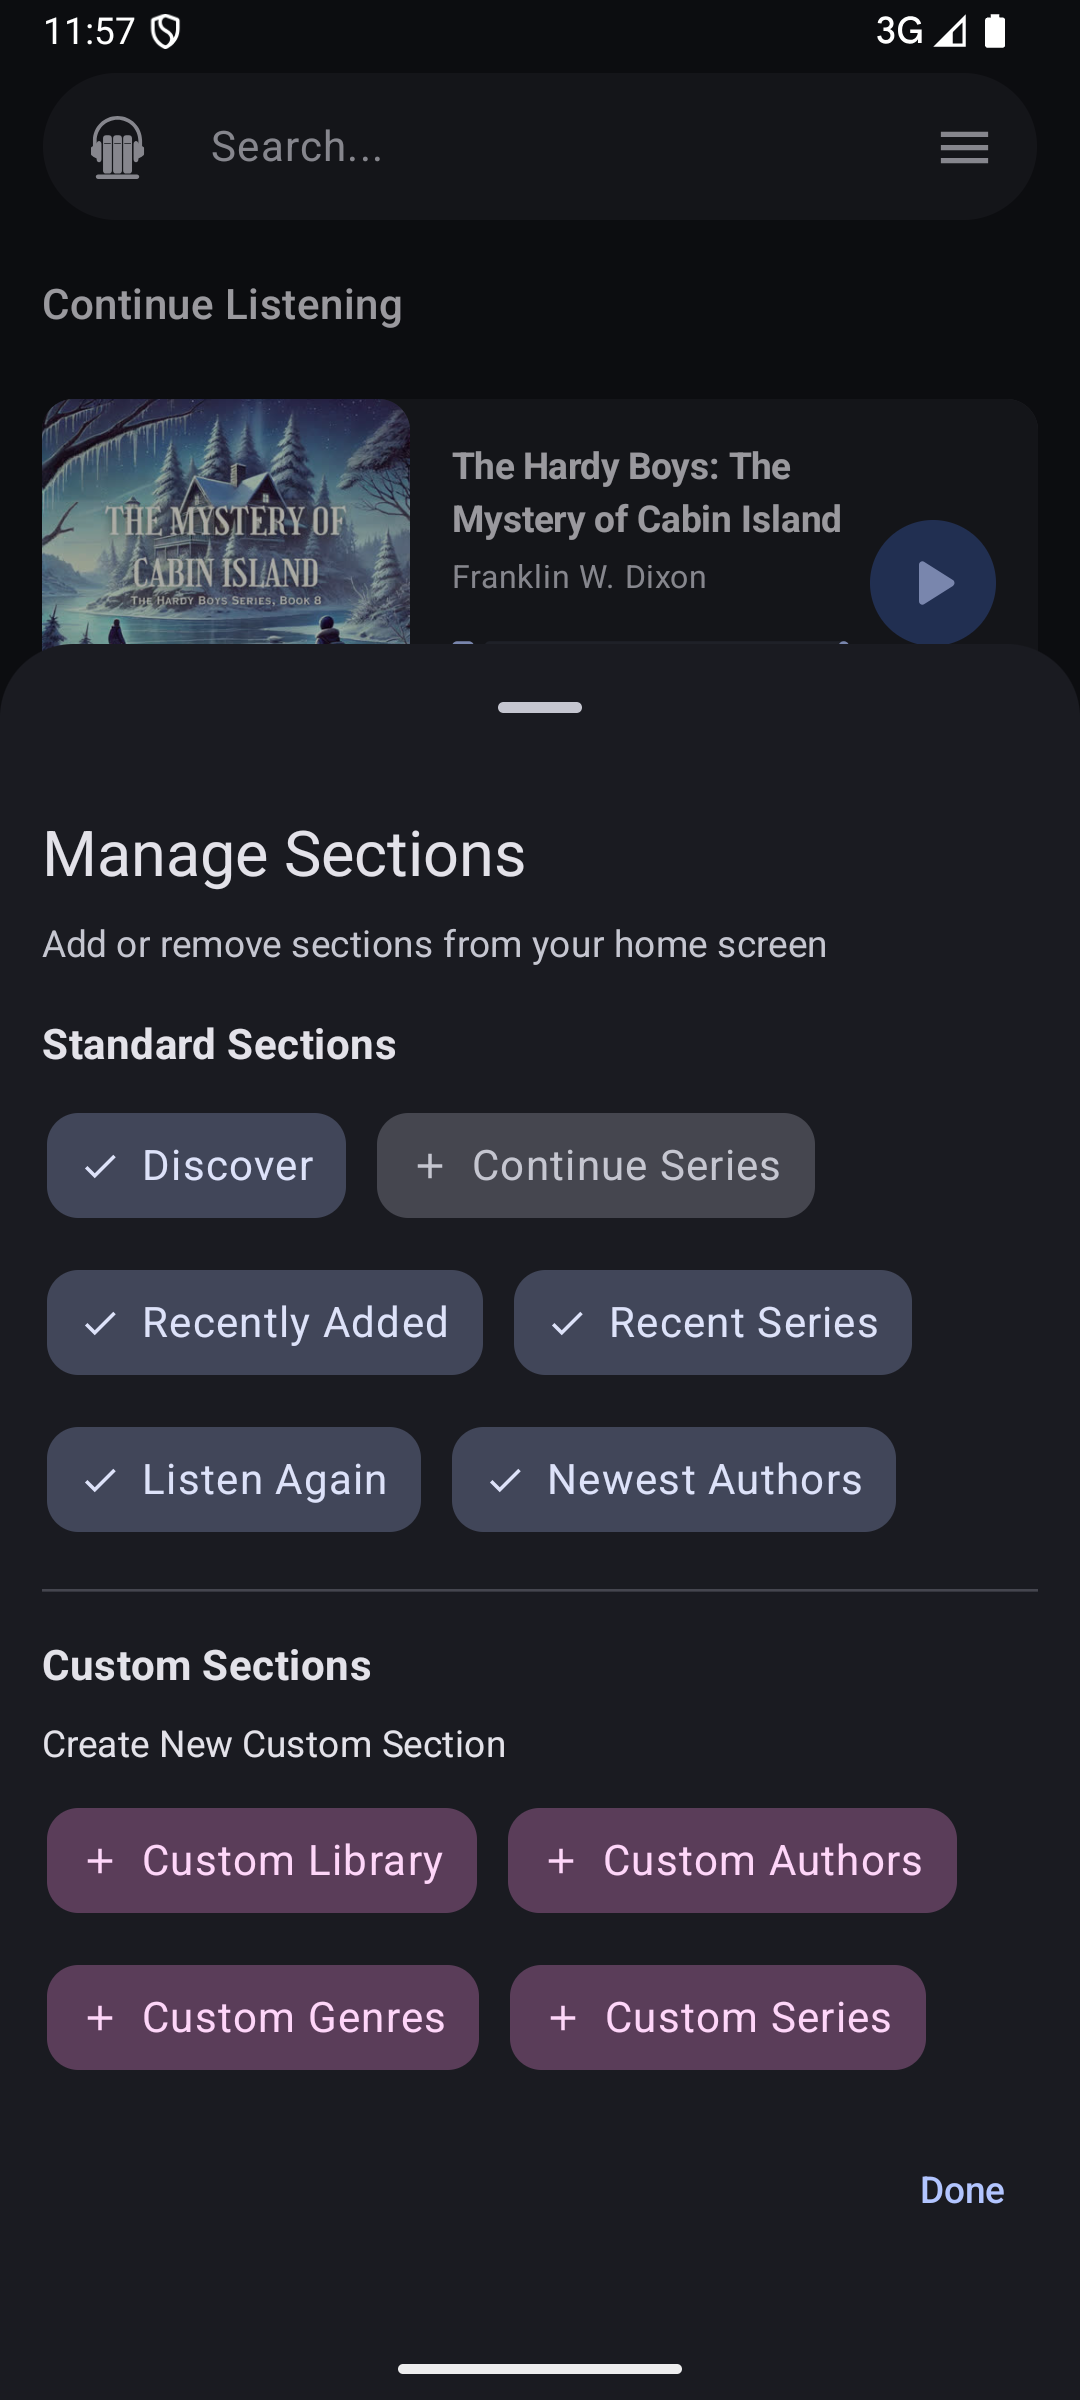 11:57
3G
Search...
Continue Listening
THE MYSTERY OF
CABIN ISLAND
THE HARDY BOYS SERIES, BOOK 8
The Hardy Boys: The
Mystery of Cabin Island
Franklin W. Dixon
Manage Sections
Add or remove sections from your home screen
Standard Sections
Discover
Continue Series
Recently Added
Recent Series
Listen Again
Newest Authors
Custom Sections
Create New Custom Section
Custom Library
Custom Authors
Custom Genres
Custom Series
Done